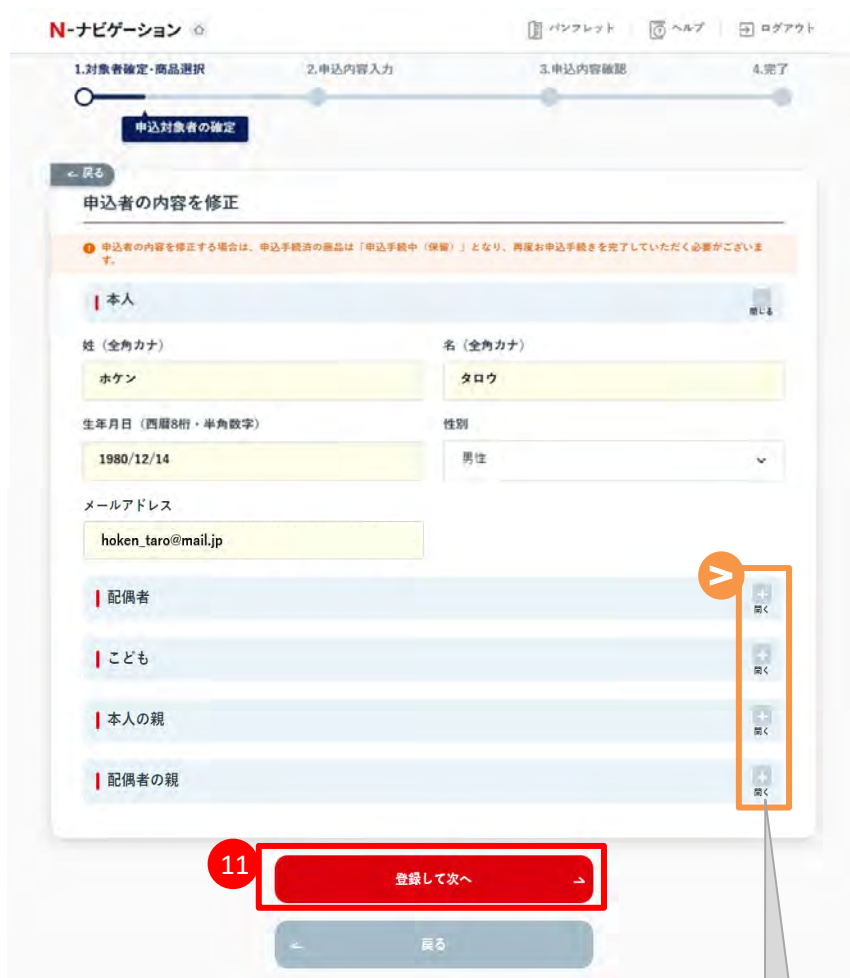 N-ナビゲーション
パンフレット ヘルプ ログアウト
1.対象者確定・商品選択 2.申込内容入力 3.申込内容確認 4.完了
申込対象者の確定
戻る
申込者の内容を修正
申込者の内容を修正する場合は、申込手続済の商品は「申込手続中（保留）」となり、再度お申込手続きを完了していただく必要がございま
す。
本人
閉じる
姓（全角カナ） 名（全角カナ）
ホケン タロウ
生年月日（西暦8桁・半角数字） 性別
1980/12/14 男性
メールアドレス
hoken_taro@mail.jp
配偶者
開く
こども
開く
本人の親
開く
配偶者の親
開く
11
登録して次へ
戻る